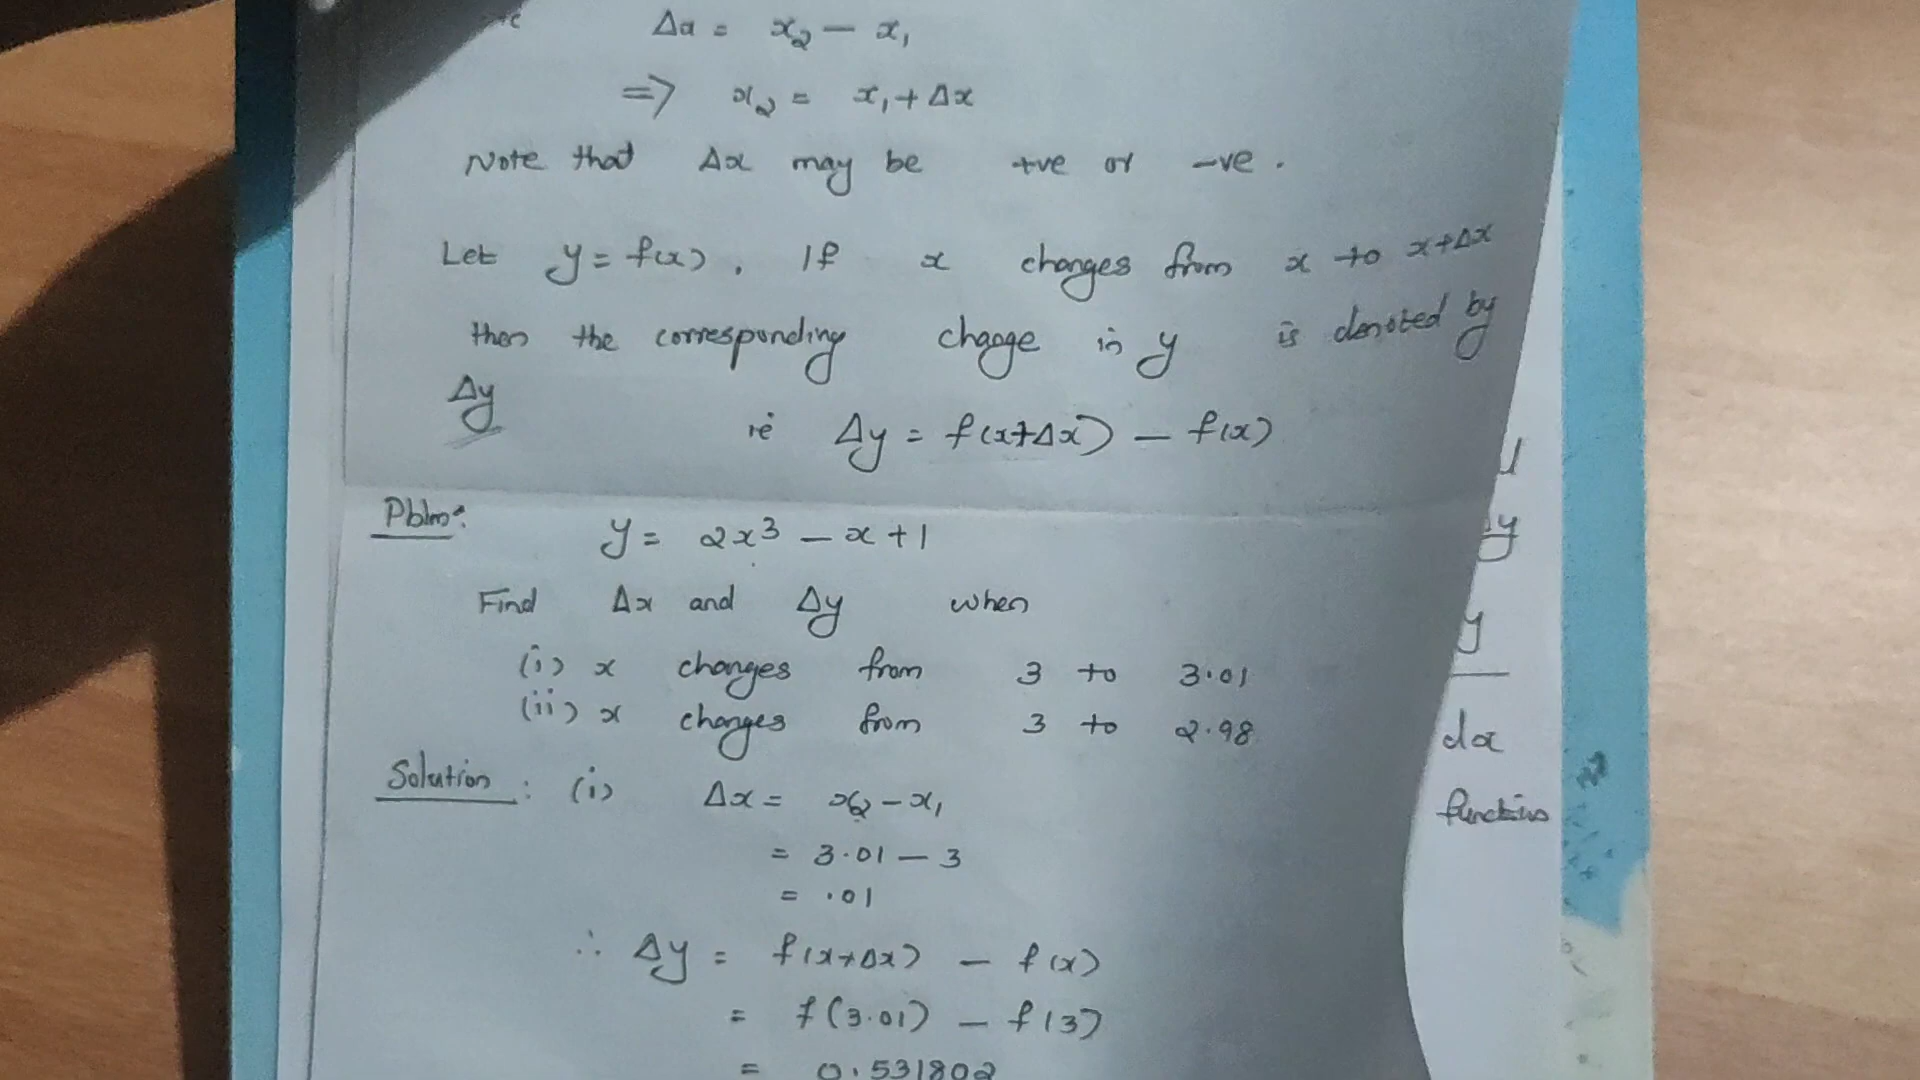 Δx = x₂ - x₁
=> x₂ = x₁ + Δx
Note that Δx may be +ve or -ve.
Let y = f(x). If x changes from x to x+Δx
then the corresponding change in y is denoted by
Δy
ie Δy = f(x+Δx) - f(x)
Pblm: y = 2x³ - x + 1
Find Δx and Δy when
(i) x changes from 3 to 3.01
(ii) x changes from 3 to 2.98
Solution: (i) Δx = x₂ - x₁
= 3.01 - 3
= .01
∴ Δy = f(x+Δx) - f(x)
= f(3.01) - f(3)
= 0.531802
y
y
dx
function